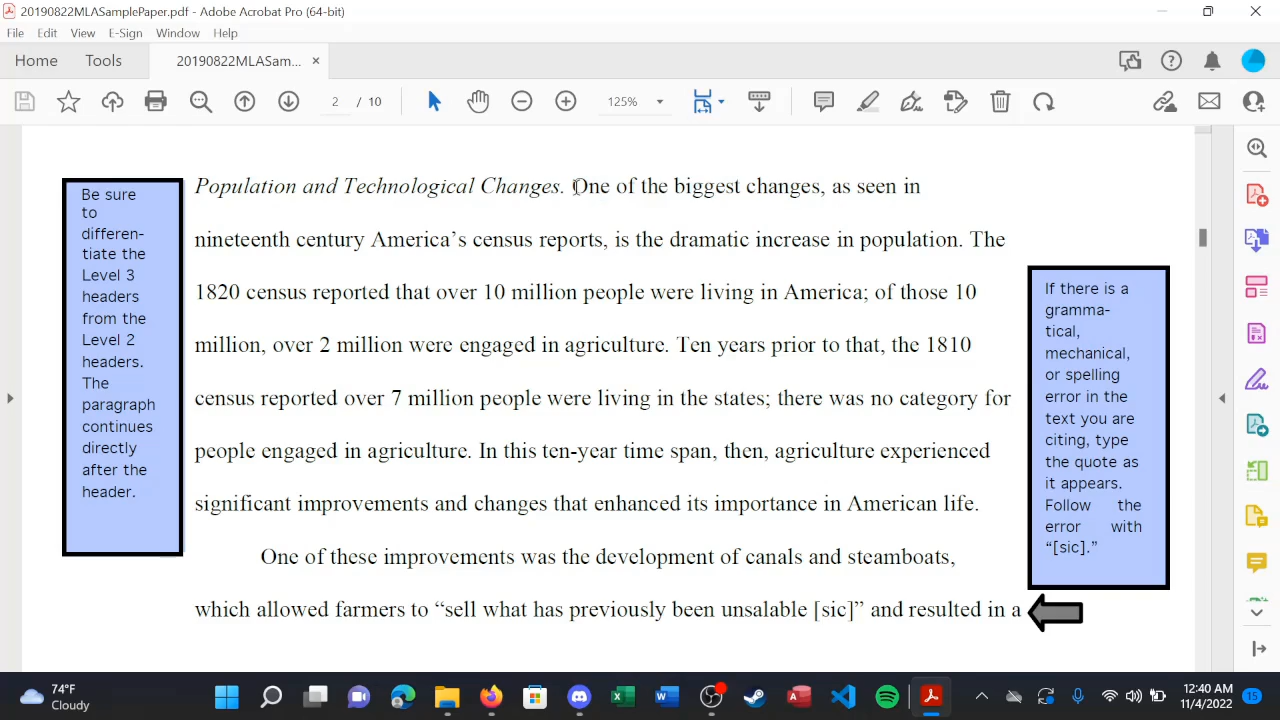 20190822MLASamplePaper.pdf - Adobe Acrobat Pro (64-bit)
File Edit View E-Sign Window Help
Home Tools 20190822MLASam... ×
2 / 10 125%
Population and Technological Changes. One of the biggest changes, as seen in
nineteenth century America’s census reports, is the dramatic increase in population. The
1820 census reported that over 10 million people were living in America; of those 10
million, over 2 million were engaged in agriculture. Ten years prior to that, the 1810
census reported over 7 million people were living in the states; there was no category for
people engaged in agriculture. In this ten-year time span, then, agriculture experienced
significant improvements and changes that enhanced its importance in American life.
One of these improvements was the development of canals and steamboats,
which allowed farmers to “sell what has previously been unsalable [sic]” and resulted in a
Be sure
to
differen-
tiate the
Level 3
headers
from the
Level 2
headers.
The
paragraph
continues
directly
after the
header.
If there is a
gramma-
tical,
mechanical,
or spelling
error in the
text you are
citing, type
the quote as
it appears.
Follow the
error with
“[sic].”
74°F
Cloudy
12:40 AM
11/4/2022
15